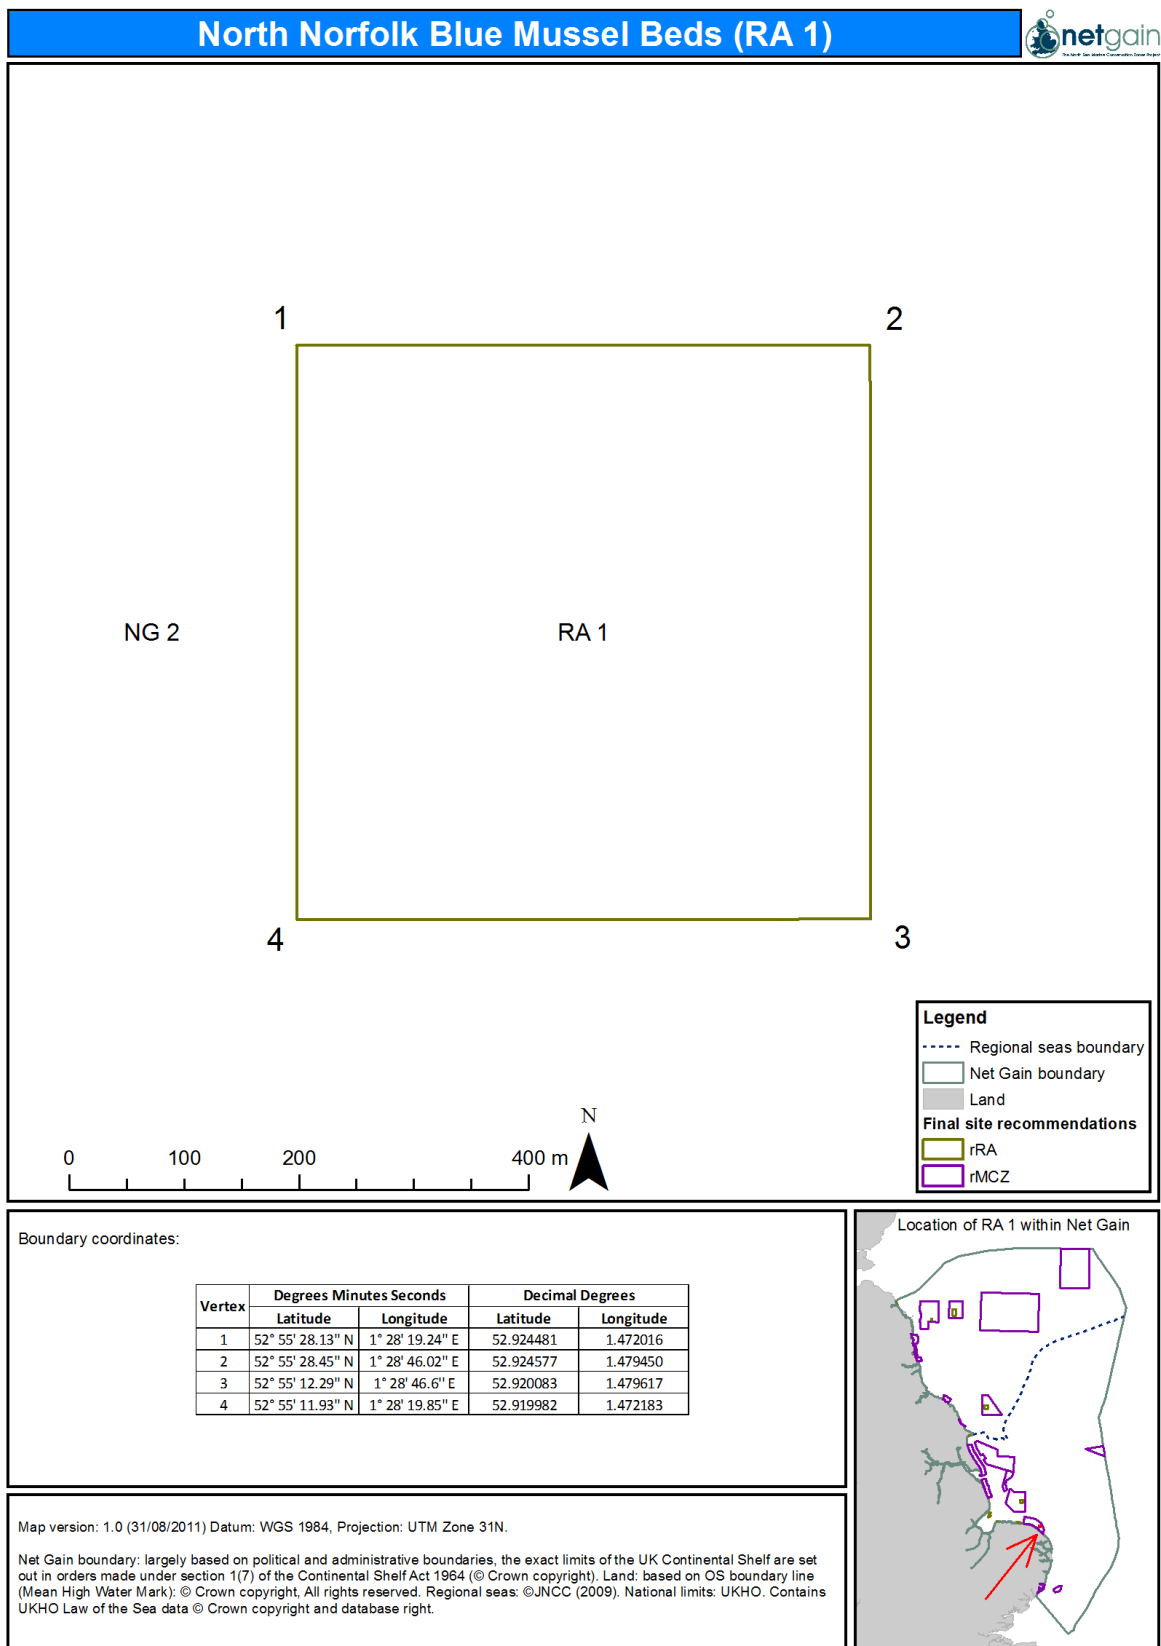 North Norfolk Blue Mussel Beds (RA 1)
netgain
The North Sea Marine Conservation Zones Project
1
2
NG 2
RA 1
4
3
Legend
Regional seas boundary
Net Gain boundary
Land
Final site recommendations
rRA
rMCZ
N
0 100 200 400 m
Boundary coordinates:
Vertex Degrees Minutes Seconds Decimal Degrees
Latitude Longitude Latitude Longitude
1 52° 55' 28.13" N 1° 28' 19.24" E 52.924481 1.472016
2 52° 55' 28.45" N 1° 28' 46.02" E 52.924577 1.479450
3 52° 55' 12.29" N 1° 28' 46.6" E 52.920083 1.479617
4 52° 55' 11.93" N 1° 28' 19.85" E 52.919982 1.472183
Location of RA 1 within Net Gain
Map version: 1.0 (31/08/2011) Datum: WGS 1984, Projection: UTM Zone 31N.
Net Gain boundary: largely based on political and administrative boundaries, the exact limits of the UK Continental Shelf are set
out in orders made under section 1(7) of the Continental Shelf Act 1964 (© Crown copyright). Land: based on OS boundary line
(Mean High Water Mark): © Crown copyright, All rights reserved. Regional seas: ©JNCC (2009). National limits: UKHO. Contains
UKHO Law of the Sea data © Crown copyright and database right.